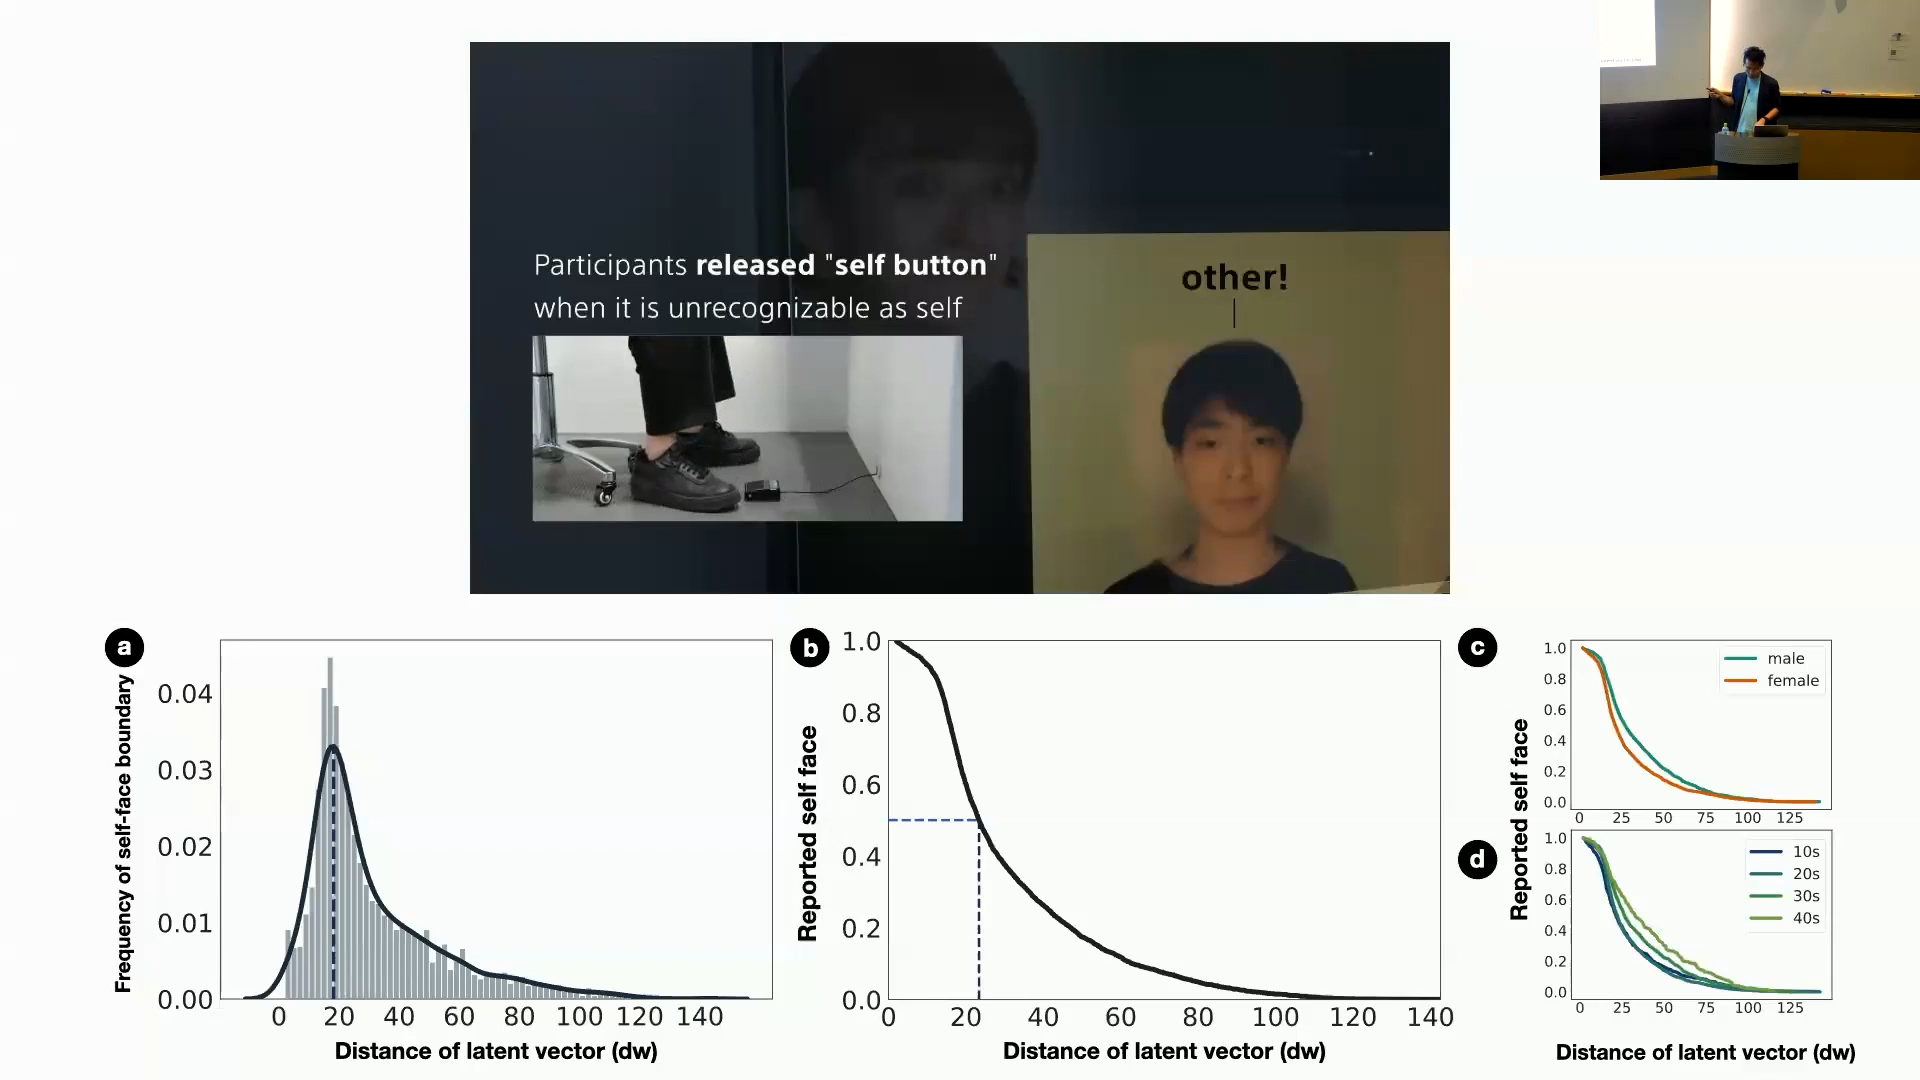 Participants released "self button"
when it is unrecognizable as self
other!
a
Frequency of self-face boundary
0.04
0.03
0.02
0.01
0.00
0 20 40 60 80 100 120 140
Distance of latent vector (dw)
b
Reported self face
1.0
0.8
0.6
0.4
0.2
0.0
0 20 40 60 80 100 120 140
Distance of latent vector (dw)
c
Reported self face
1.0
0.8
0.6
0.4
0.2
0.0
male
female
0 25 50 75 100 125
d
1.0
0.8
0.6
0.4
0.2
0.0
10s
20s
30s
40s
0 25 50 75 100 125
Distance of latent vector (dw)